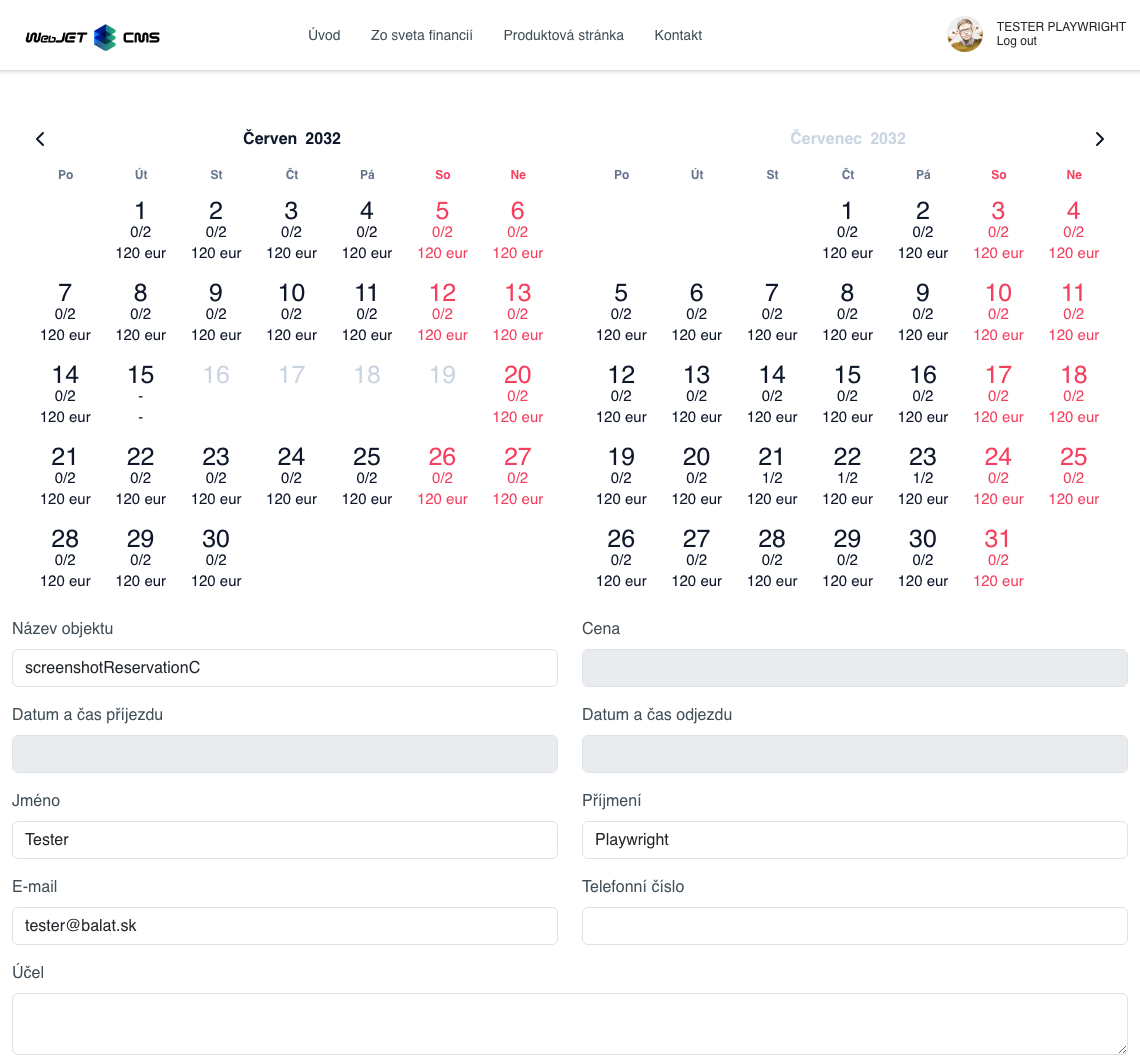 WebJET CMS Úvod Zo sveta financií Produktová stránka Kontakt TESTER PLAYWRIGHT
Log out
Červen 2032
Po Út St Čt Pá So Ne
1 2 3 4 5 6
0/2 0/2 0/2 0/2 0/2 0/2
120 eur 120 eur 120 eur 120 eur 120 eur 120 eur
7 8 9 10 11 12 13
0/2 0/2 0/2 0/2 0/2 0/2 0/2
120 eur 120 eur 120 eur 120 eur 120 eur 120 eur 120 eur
14 15 16 17 18 19 20
0/2 - 0/2
120 eur - 120 eur
21 22 23 24 25 26 27
0/2 0/2 0/2 0/2 0/2 0/2 0/2
120 eur 120 eur 120 eur 120 eur 120 eur 120 eur 120 eur
28 29 30
0/2 0/2 0/2
120 eur 120 eur 120 eur
Červenec 2032
Po Út St Čt Pá So Ne
1 2 3 4
0/2 0/2 0/2 0/2
120 eur 120 eur 120 eur 120 eur
5 6 7 8 9 10 11
0/2 0/2 0/2 0/2 0/2 0/2 0/2
120 eur 120 eur 120 eur 120 eur 120 eur 120 eur 120 eur
12 13 14 15 16 17 18
0/2 0/2 0/2 0/2 0/2 0/2 0/2
120 eur 120 eur 120 eur 120 eur 120 eur 120 eur 120 eur
19 20 21 22 23 24 25
0/2 0/2 1/2 1/2 1/2 0/2 0/2
120 eur 120 eur 120 eur 120 eur 120 eur 120 eur 120 eur
26 27 28 29 30 31
0/2 0/2 0/2 0/2 0/2 0/2
120 eur 120 eur 120 eur 120 eur 120 eur 120 eur
Název objektu Cena
screenshotReservationC
Datum a čas příjezdu Datum a čas odjezdu
Jméno Příjmení
Tester Playwright
E-mail Telefonní číslo
tester@balat.sk
Účel